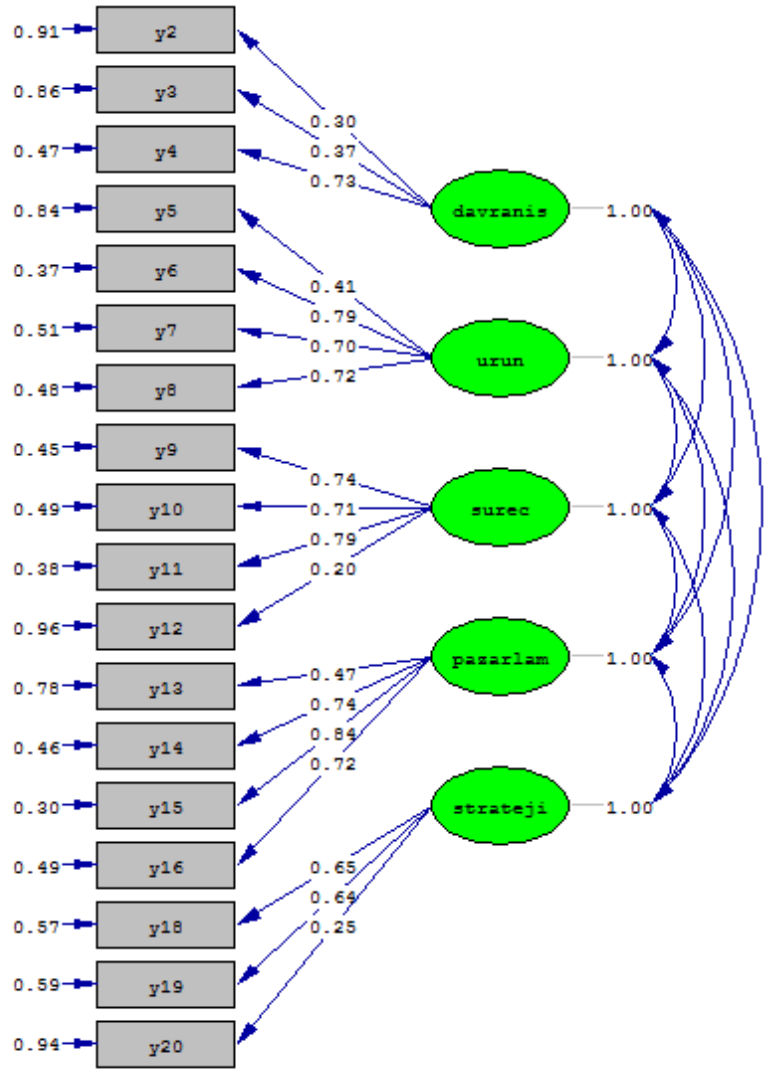 0.91 y2
0.86 y3
0.30
0.37
0.47 y4
0.73
0.84 y5
davranis 1.00
0.37 y6
0.41
0.79
0.51 y7
0.70
urun 1.00
0.72
0.48 y8
0.45 y9
0.74
0.49 y10
0.71
surec 1.00
0.79
0.38 y11
0.20
0.96 y12
0.78 y13
0.47
pazarlam 1.00
0.74
0.46 y14
0.84
0.72
0.30 y15
strateji 1.00
0.49 y16
0.65
0.64
0.57 y18
0.25
0.59 y19
0.94 y20